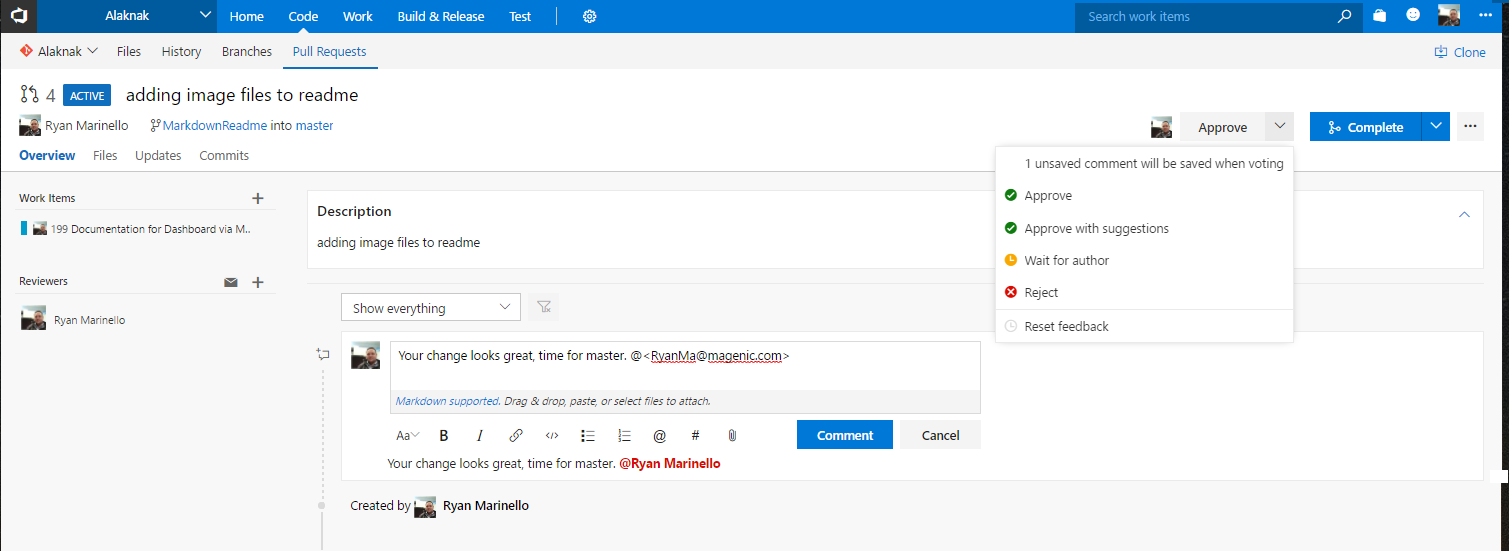 Alaknak Home Code Work Build & Release Test Search work items
Alaknak Files History Branches Pull Requests Clone
4 ACTIVE adding image files to readme
Ryan Marinello MarkdownReadme into master Approve Complete
Overview Files Updates Commits
1 unsaved comment will be saved when voting
Approve
Approve with suggestions
Wait for author
Reject
Reset feedback
Work Items
199 Documentation for Dashboard via M..
Reviewers
Ryan Marinello
Description
adding image files to readme
Show everything
Your change looks great, time for master. @<RyanMa@magenic.com>
Markdown supported. Drag & drop, paste, or select files to attach.
Aa B I </> @ # Comment Cancel
Your change looks great, time for master. @Ryan Marinello
Created by Ryan Marinello